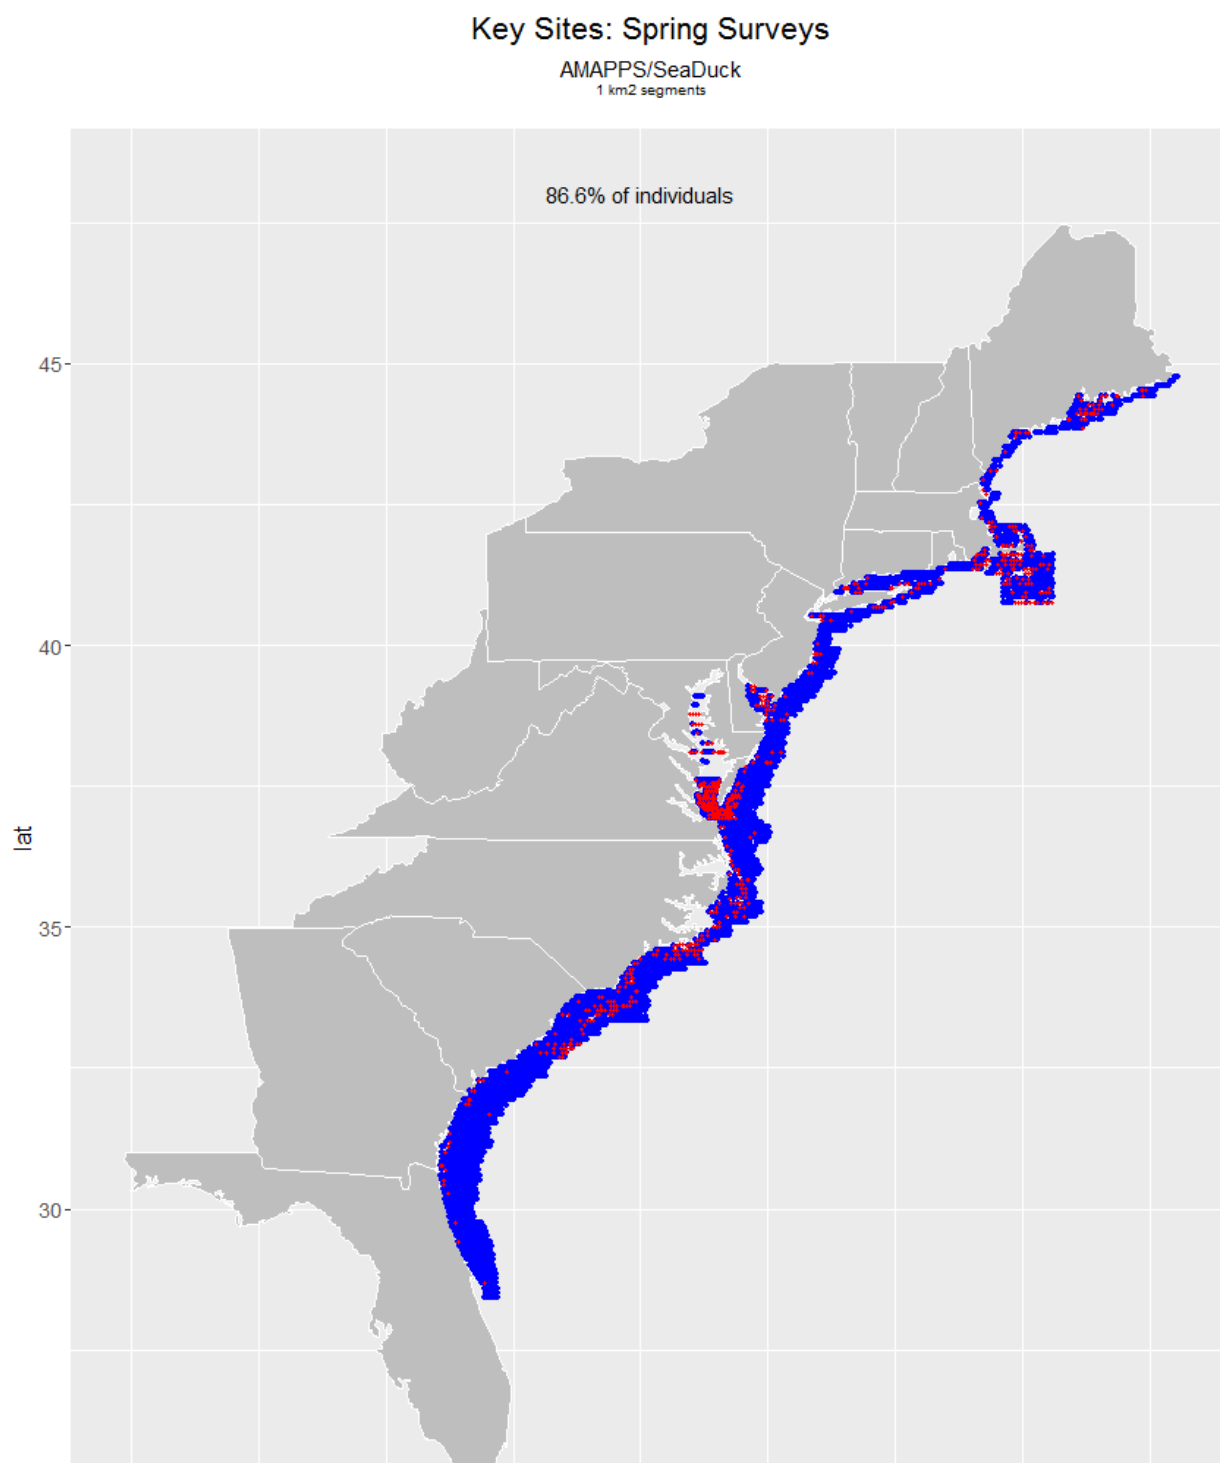 Key Sites: Spring Surveys
AMAPPS/SeaDuck
1 km2 segments
86.6% of individuals
45
40
lat
35
30